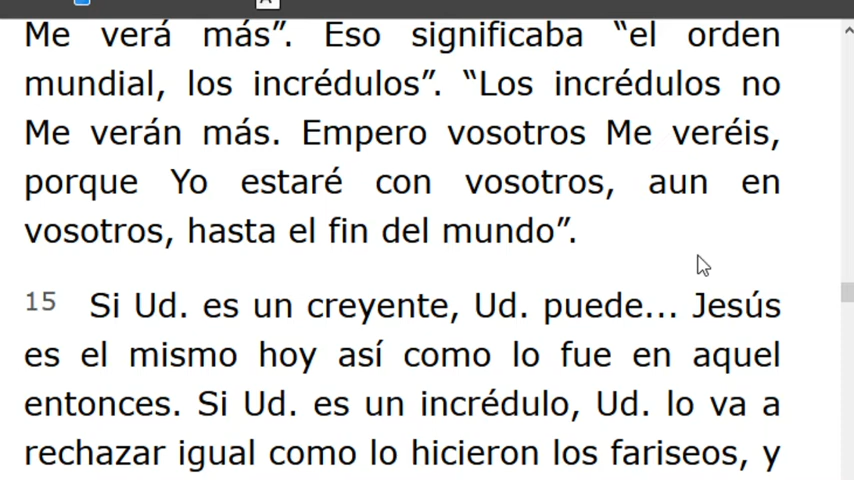 Me verá más”. Eso significaba “el orden
mundial, los incrédulos”. “Los incrédulos no
Me verán más. Empero vosotros Me veréis,
porque Yo estaré con vosotros, aun en
vosotros, hasta el fin del mundo”.
15 Si Ud. es un creyente, Ud. puede... Jesús
es el mismo hoy así como lo fue en aquel
entonces. Si Ud. es un incrédulo, Ud. lo va a
rechazar igual como lo hicieron los fariseos, y